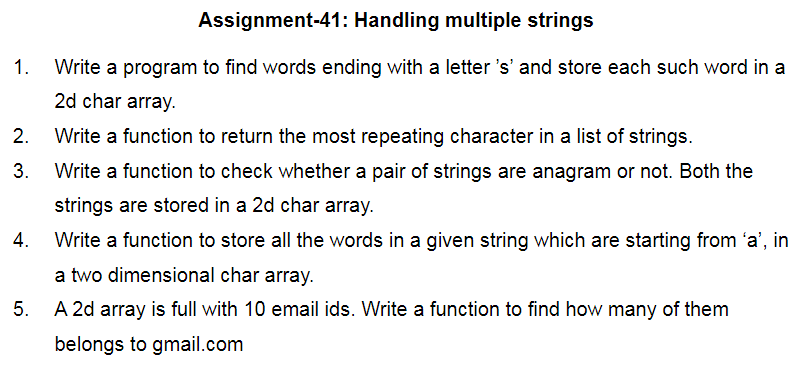 Assignment-41: Handling multiple strings
1. Write a program to find words ending with a letter ’s’ and store each such word in a
2d char array.
2. Write a function to return the most repeating character in a list of strings.
3. Write a function to check whether a pair of strings are anagram or not. Both the
strings are stored in a 2d char array.
4. Write a function to store all the words in a given string which are starting from ‘a’, in
a two dimensional char array.
5. A 2d array is full with 10 email ids. Write a function to find how many of them
belongs to gmail.com